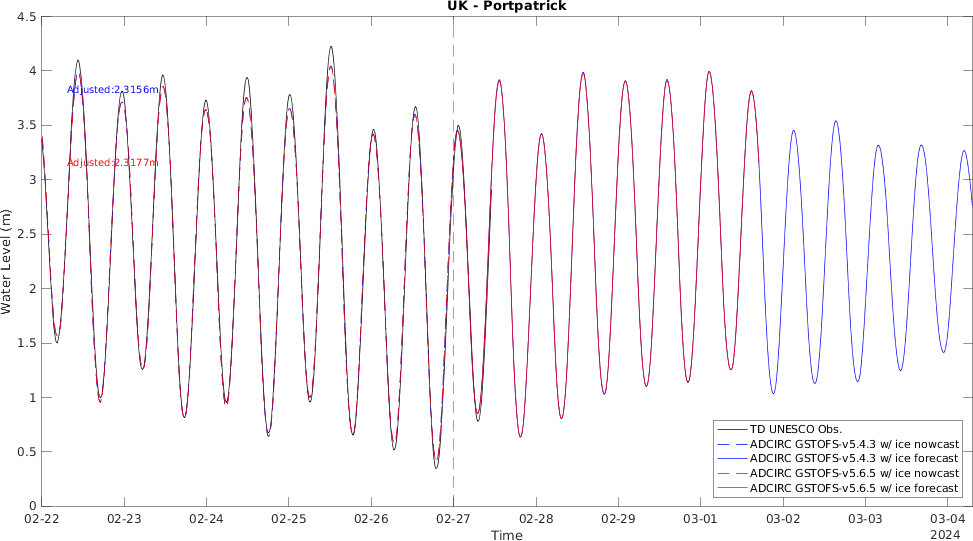 UK - Portpatrick
4.5
4
3.5
3
2.5
2
1.5
1
0.5
0
Water Level (m)
Adjusted:2.3156m
Adjusted:2.3177m
TD UNESCO Obs.
ADCIRC GSTOFS-v5.4.3 w/ ice nowcast
ADCIRC GSTOFS-v5.4.3 w/ ice forecast
ADCIRC GSTOFS-v5.6.5 w/ ice nowcast
ADCIRC GSTOFS-v5.6.5 w/ ice forecast
02-22 02-23 02-24 02-25 02-26 02-27 02-28 02-29 03-01 03-02 03-03 03-04
Time
2024